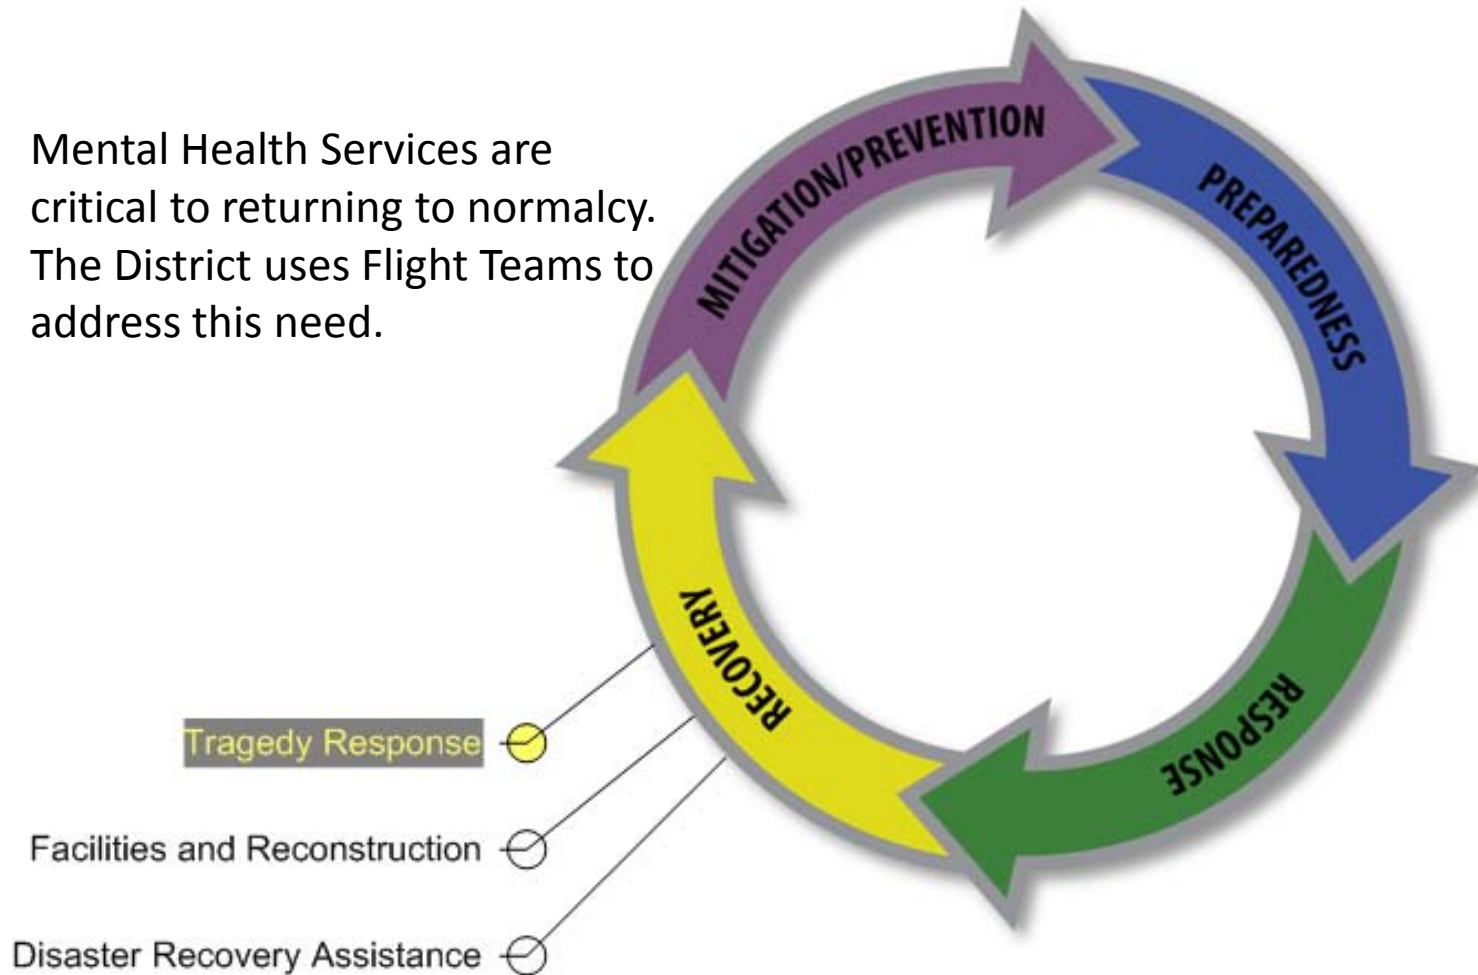 Mental Health Services are
critical to returning to normalcy.
The District uses Flight Teams to
address this need.
MITIGATION/PREVENTION
PREPAREDNESS
RESPONSE
RECOVERY
Tragedy Response
Facilities and Reconstruction
Disaster Recovery Assistance